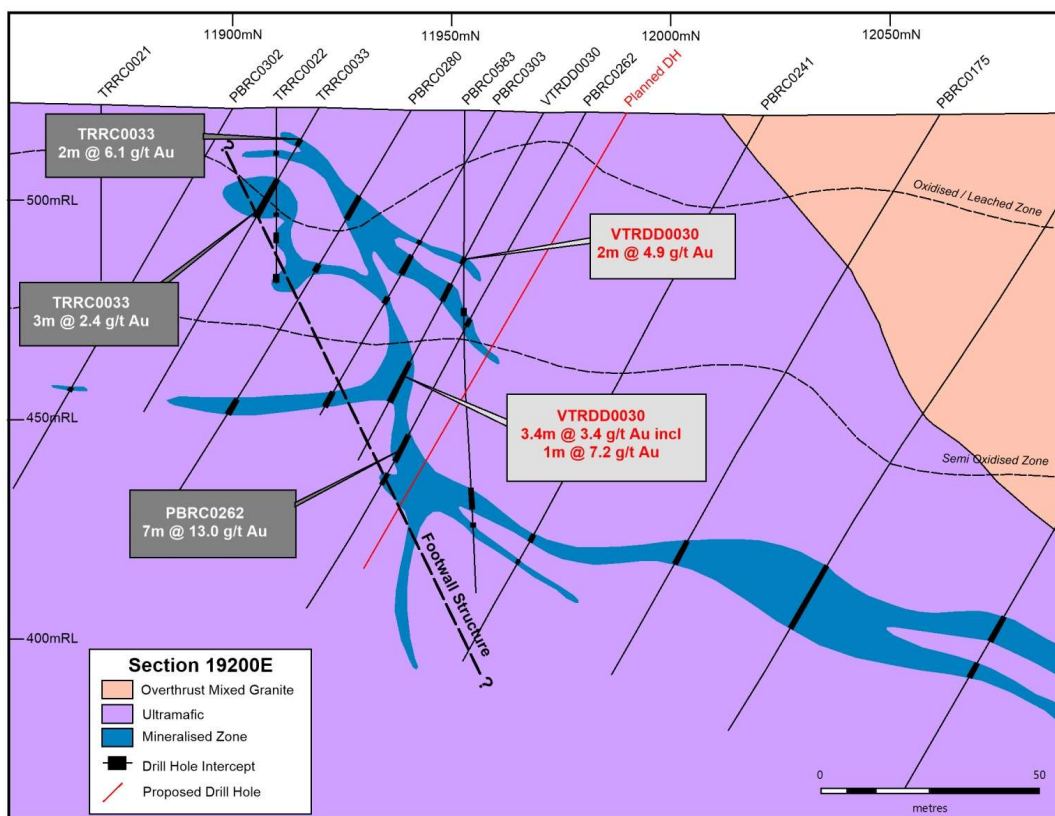 11900mN
11950mN
12000mN
12050mN
TRRC0021
PBRC0302
TRRC0022
TRRC0033
PBRC0280
PBRC0583
PBRC0303
VTRDD0030
PBRC0262
Planned DH
PBRC0241
PBRC0175
TRRC0033
2m @ 6.1 g/t Au
?
500mRL
Oxidised / Leached Zone
VTRDD0030
2m @ 4.9 g/t Au
TRRC0033
3m @ 2.4 g/t Au
450mRL
VTRDD0030
3.4m @ 3.4 g/t Au incl
1m @ 7.2 g/t Au
Semi Oxidised Zone
PBRC0262
7m @ 13.0 g/t Au
Footwall Structure
?
400mRL
Section 19200E
Overthrust Mixed Granite
Ultramafic
Mineralised Zone
Drill Hole Intercept
Proposed Drill Hole
0
50
metres